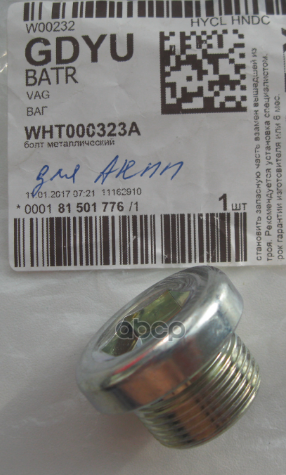 W00232
HYCL HNDC
GDYU
BATR
VAG
ВАГ
WHT000323A
болт металлический
для АКПП
11.01.2017 07:21 11162910
* 0001 81 501 776 /1
1 шт
становить запасную часть взамен вышедшей из
троя. Рекомендуется установка специалистом.
рок гарантии изготовителя или 6 мес.